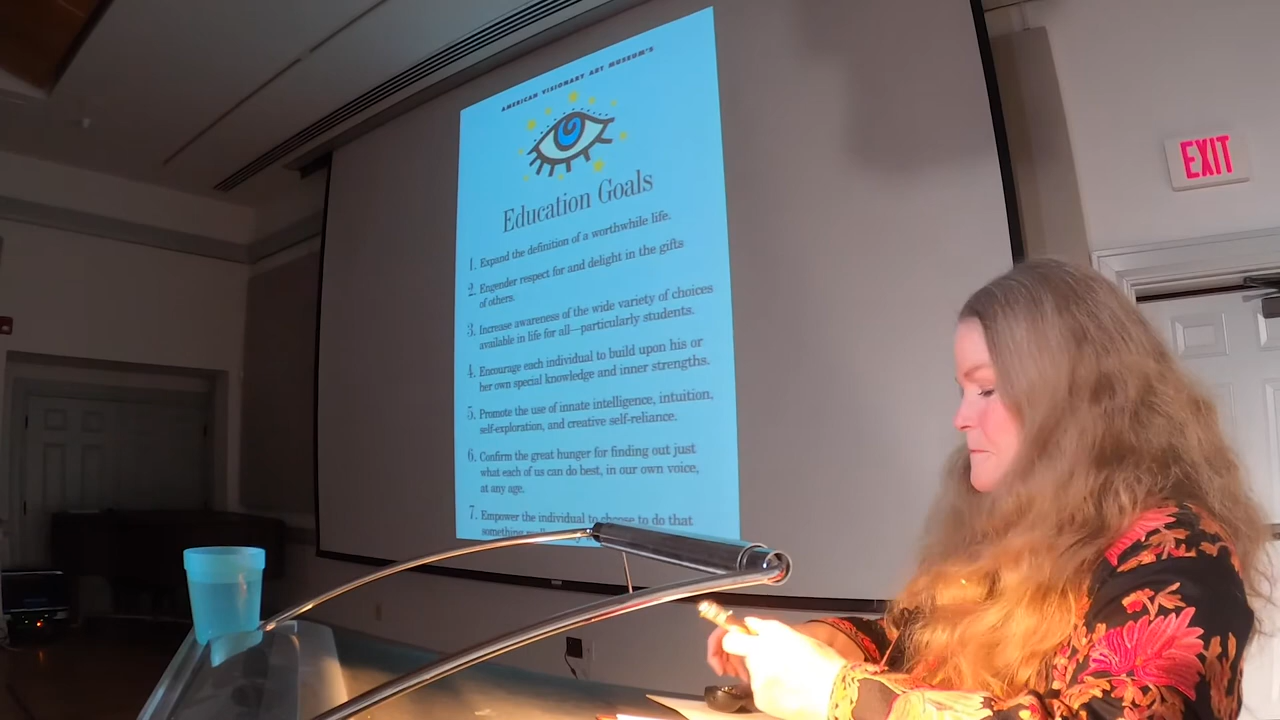 AMERICAN VISIONARY ART MUSEUM'S
Education Goals
1. Expand the definition of a worthwhile life.
2. Engender respect for and delight in the gifts
of others.
3. Increase awareness of the wide variety of choices
available in life for all—particularly students.
4. Encourage each individual to build upon his or
her own special knowledge and inner strengths.
5. Promote the use of innate intelligence, intuition,
self-exploration, and creative self-reliance.
6. Confirm the great hunger for finding out just
what each of us can do best, in our own voice,
at any age.
7. Empower the individual to choose to do that
something
EXIT